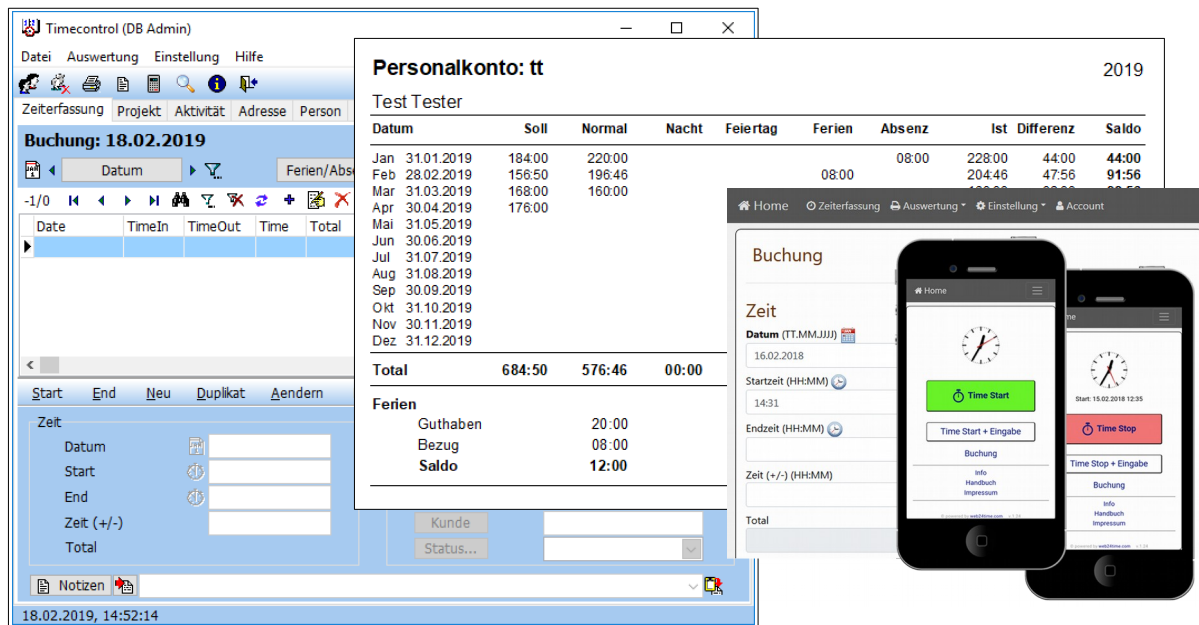 Timecontrol (DB Admin)
Datei Auswertung Einstellung Hilfe
Zeiterfassung Projekt Aktivität Adresse Person
Buchung: 18.02.2019
Datum Ferien/Abse
-1/0
Date TimeIn TimeOut Time Total
Start End Neu Duplikat Aendern
Zeit
Datum
Start
End
Zeit (+/-)
Total
Kunde
Status...
Notizen
18.02.2019, 14:52:14
Personalkonto: tt 2019
Test Tester
Datum Soll Normal Nacht Feiertag Ferien Absenz Ist Differenz Saldo
Jan 31.01.2019 184:00 220:00 08:00 228:00 44:00 44:00
Feb 28.02.2019 156:50 196:46 08:00 204:46 47:56 91:56
Mar 31.03.2019 168:00 160:00
Apr 30.04.2019 176:00
Mai 31.05.2019
Jun 30.06.2019
Jul 31.07.2019
Aug 31.08.2019
Sep 30.09.2019
Okt 31.10.2019
Nov 30.11.2019
Dez 31.12.2019
Total 684:50 576:46 00:00
Ferien
Guthaben 20:00
Bezug 08:00
Saldo 12:00
Home Zeiterfassung Auswertung Einstellung Account
Buchung
Zeit
Datum (TT.MM.JJJJ)
16.02.2018
Startzeit (HH:MM)
14:31
Endzeit (HH:MM)
Zeit (+/-) (HH:MM)
Total
Home
Time Start
Time Start + Eingabe
Buchung
Info
Handbuch
Impressum
© powered by web24time.com
me
Start: 15.02.2018 12:35
Time Stop
Time Stop + Eingabe
Buchung
Info
Handbuch
Impressum
powered by web24time.com